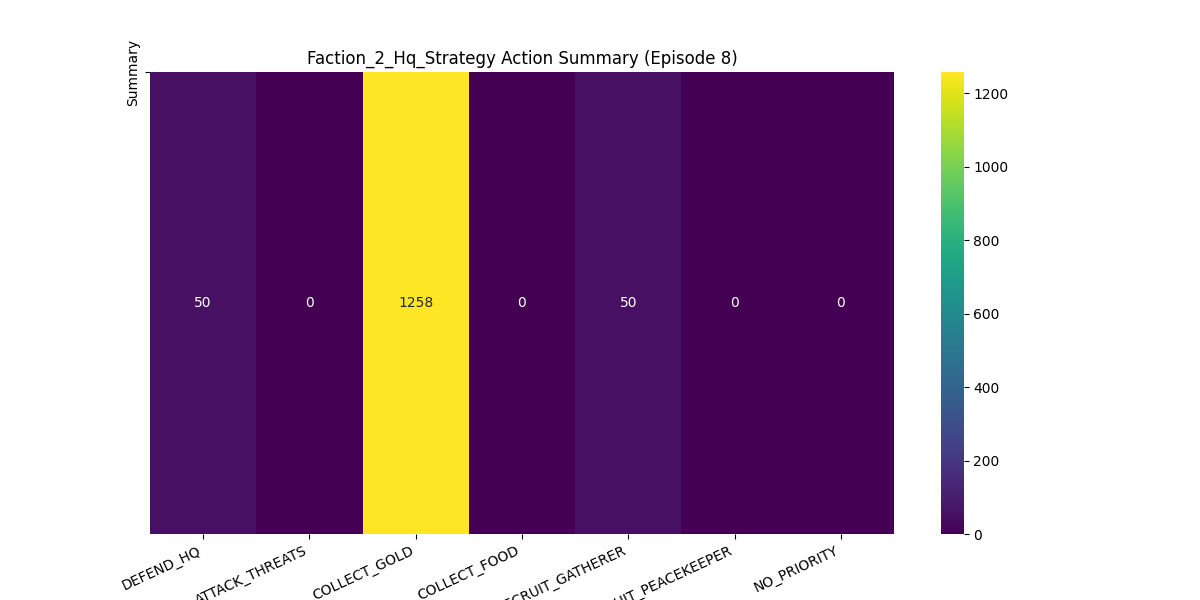 Faction_2_Hq_Strategy Action Summary (Episode 8)
Summary
50 0 1258 0 50 0 0
DEFEND_HQ
ATTACK_THREATS
COLLECT_GOLD
COLLECT_FOOD
ECRUIT_GATHERER
UIT_PEACEKEEPER
NO_PRIORITY
1200
1000
800
600
400
200
0